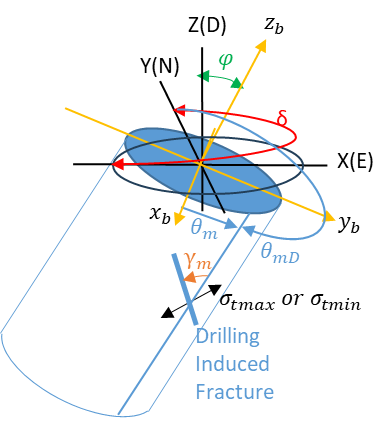 Z(D)
z_b
Y(N)
φ
δ
X(E)
x_b
θ_m
y_b
θ_mD
γ_m
σ_tmax or σ_tmin
Drilling
Induced
Fracture